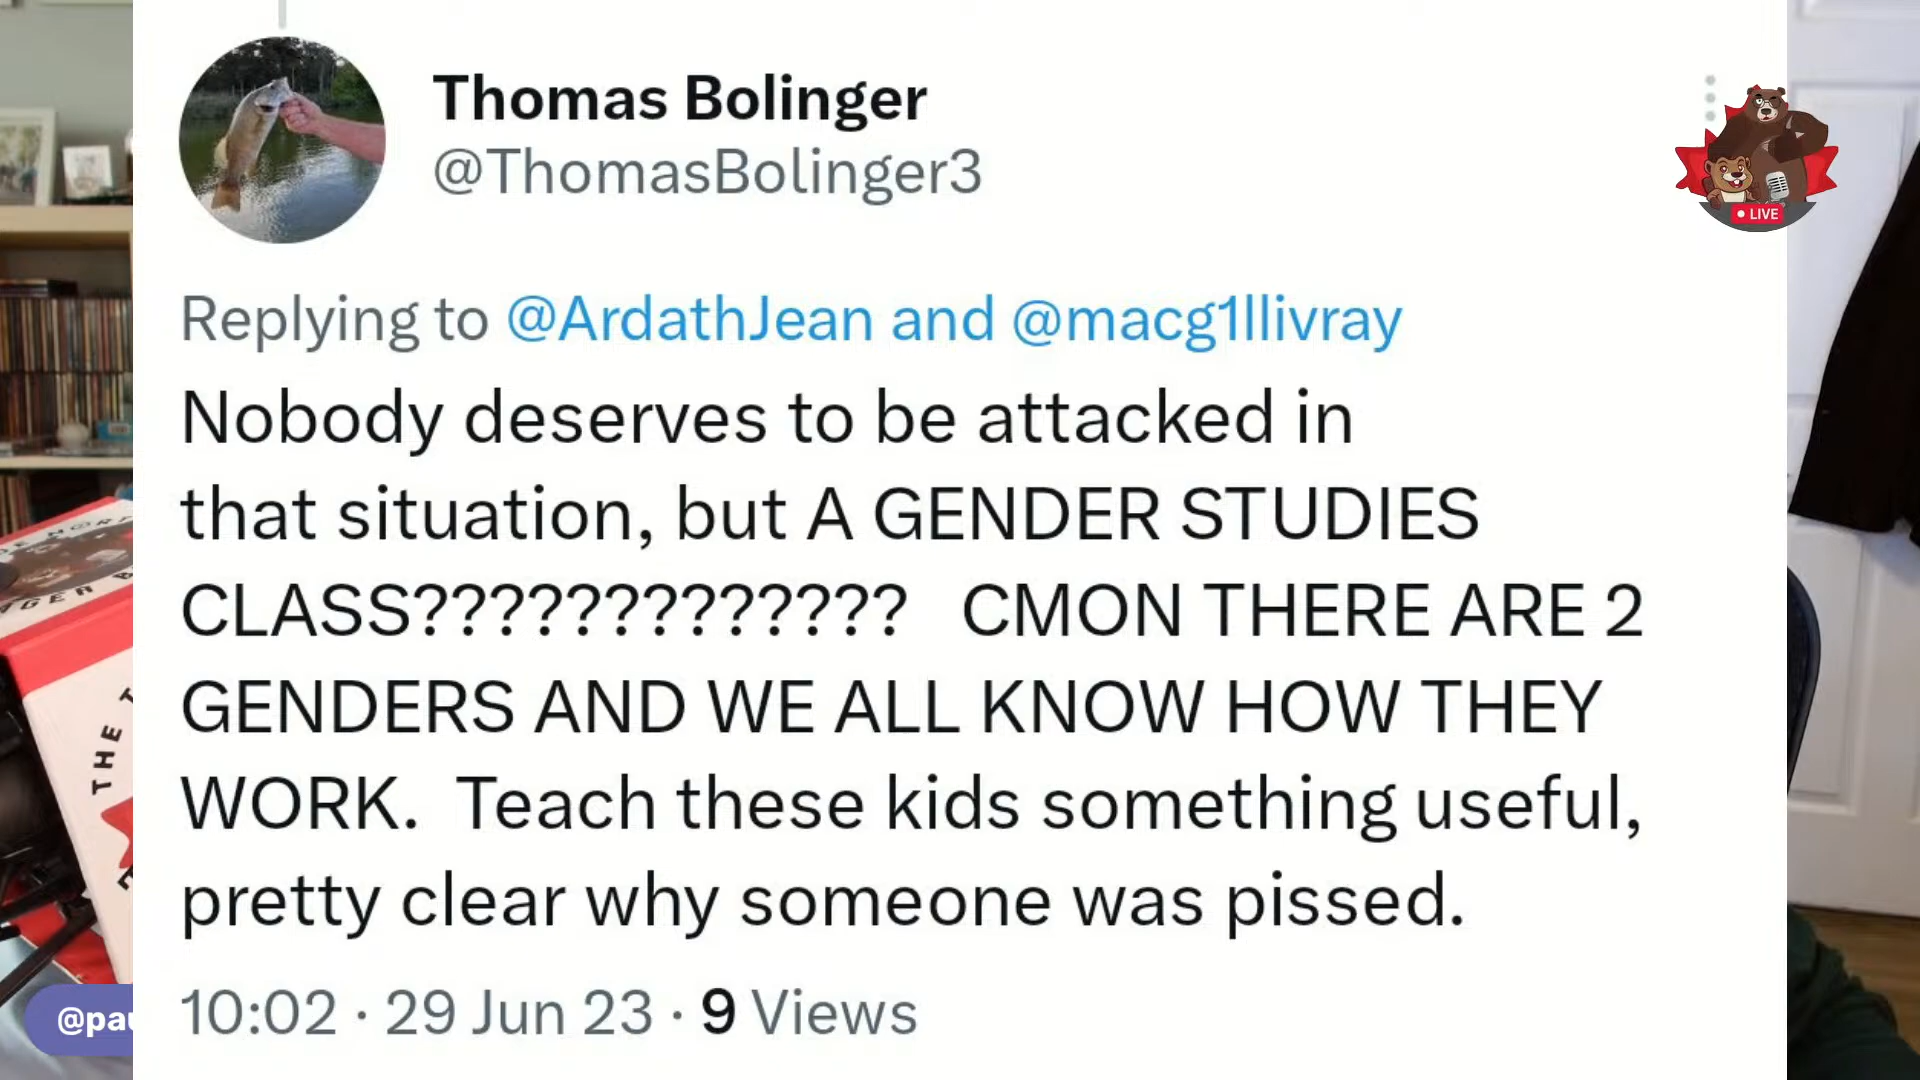 Thomas Bolinger
@ThomasBolinger3
LIVE
Replying to @ArdathJean and @macg1llivray
Nobody deserves to be attacked in
that situation, but A GENDER STUDIES
CLASS????????????? CMON THERE ARE 2
GENDERS AND WE ALL KNOW HOW THEY
WORK. Teach these kids something useful,
pretty clear why someone was pissed.
10:02 · 29 Jun 23 · 9 Views
THE
@pau